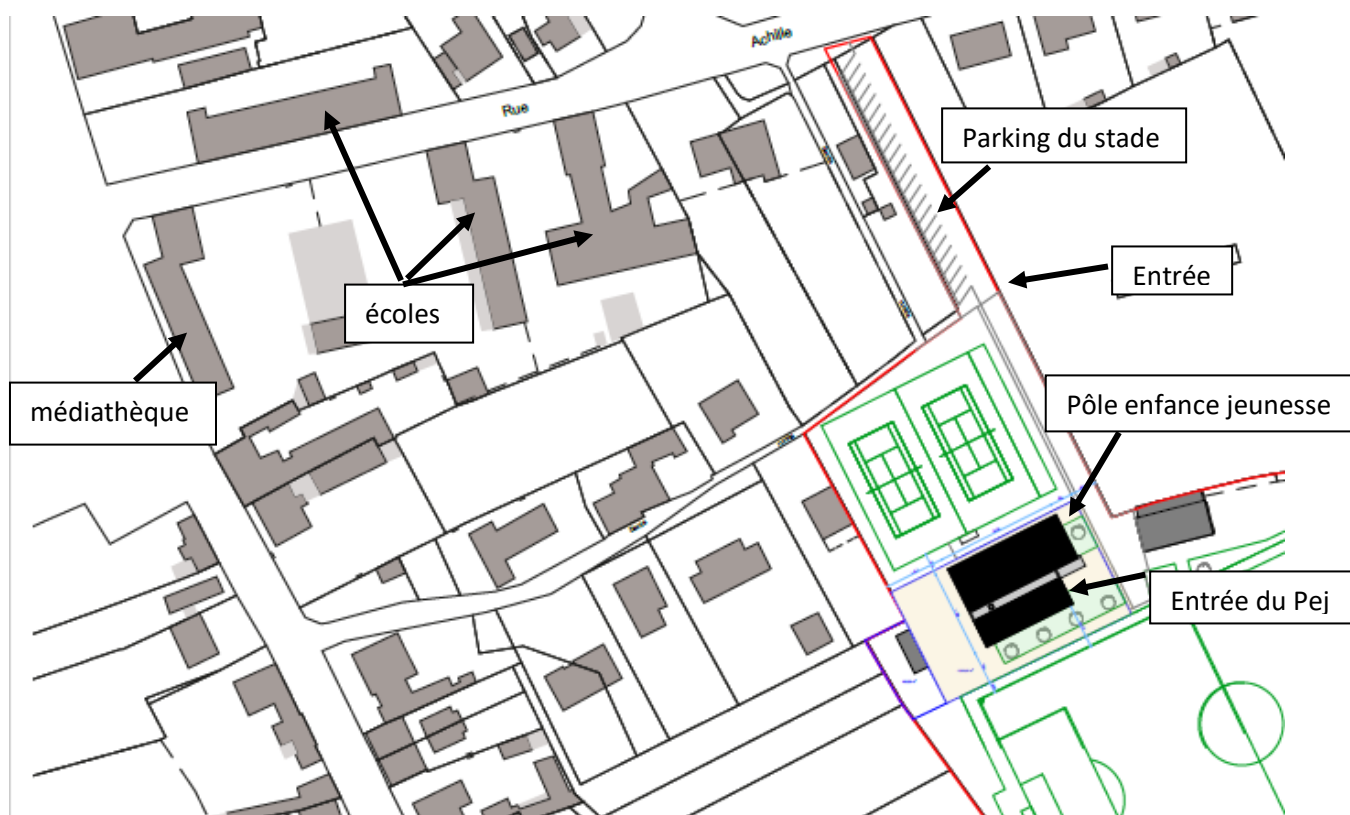 Achille
Rue
Parking du stade
Entrée
écoles
médiathèque
Pôle enfance jeunesse
Entrée du Pej